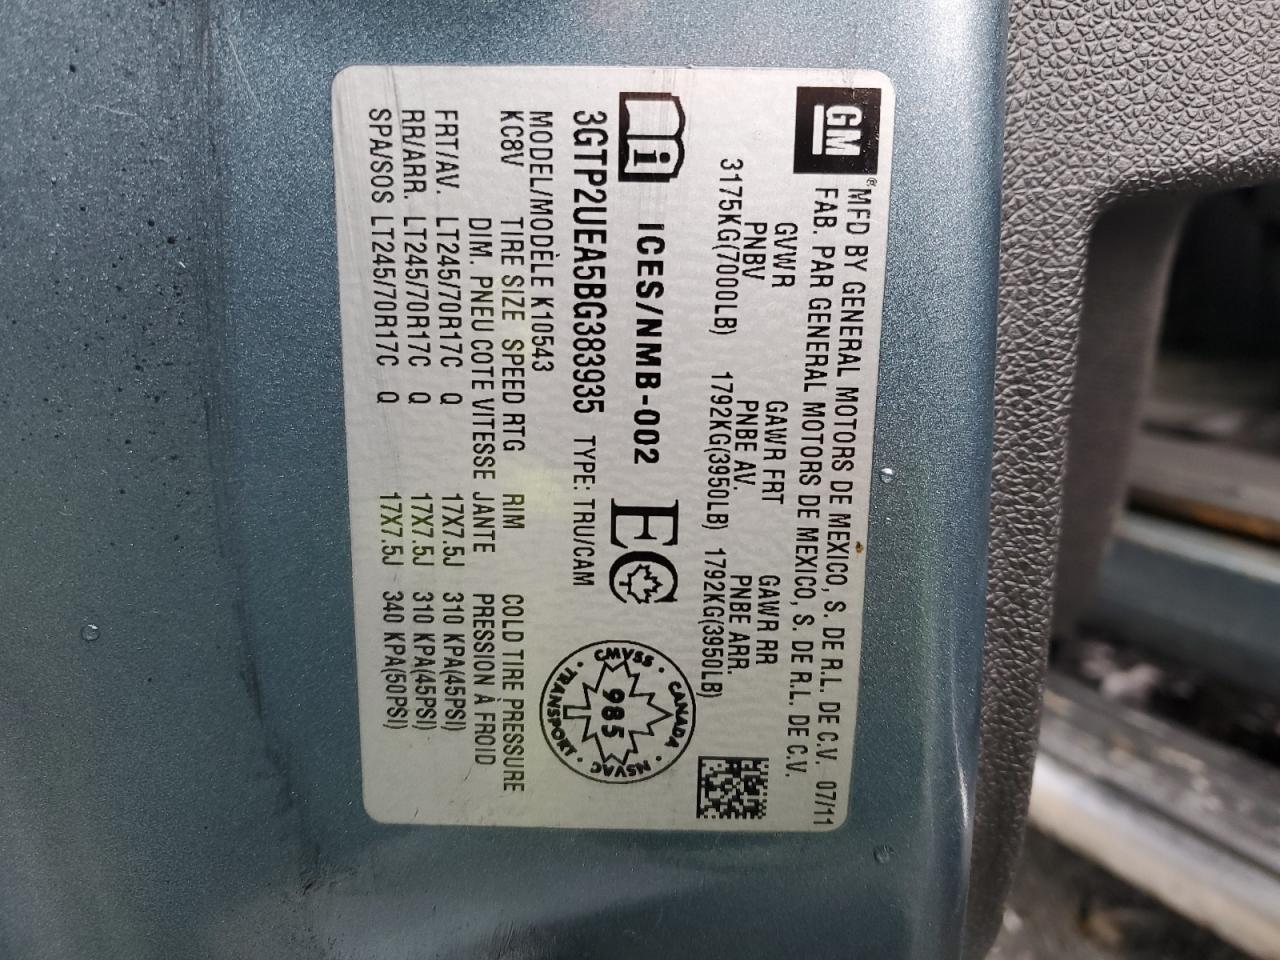 GM® MFD BY GENERAL MOTORS DE MEXICO, S. DE R.L. DE C.V. 07/11
FAB. PAR GENERAL MOTORS DE MEXICO, S. DE R.L. DE C.V.
GVWR GAWR FRT GAWR RR
PNBV PNBE AV. PNBE ARR.
3175KG(7000LB) 1792KG(3950LB) 1792KG(3950LB)
i ICES/NMB-002 EC
CANADA · NSVAC · TRANSPORT · CMVSS ·
985
3GTP2UEA5BG383935 TYPE: TRU/CAM
MODEL/MODÈLE K10543
KC8V TIRE SIZE SPEED RTG RIM COLD TIRE PRESSURE
DIM. PNEU COTE VITESSE JANTE PRESSION À FROID
FRT/AV. LT245/70R17C Q 17X7.5J 310 KPA(45PSI)
RR/ARR. LT245/70R17C Q 17X7.5J 310 KPA(45PSI)
SPA/SOS LT245/70R17C Q 17X7.5J 340 KPA(50PSI)